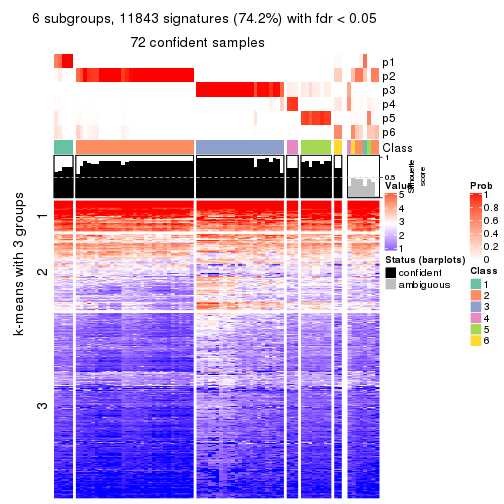 6 subgroups, 11843 signatures (74.2%) with fdr < 0.05
72 confident samples
p1
p2
p3
p4
p5
p6
Class
1
0.5
0
Silhouette
score
k-means with 3 groups
1
2
3
Value
5
4
3
2
1
Status (barplots)
confident
ambiguous
Prob
1
0.8
0.6
0.4
0.2
0
Class
1
2
3
4
5
6